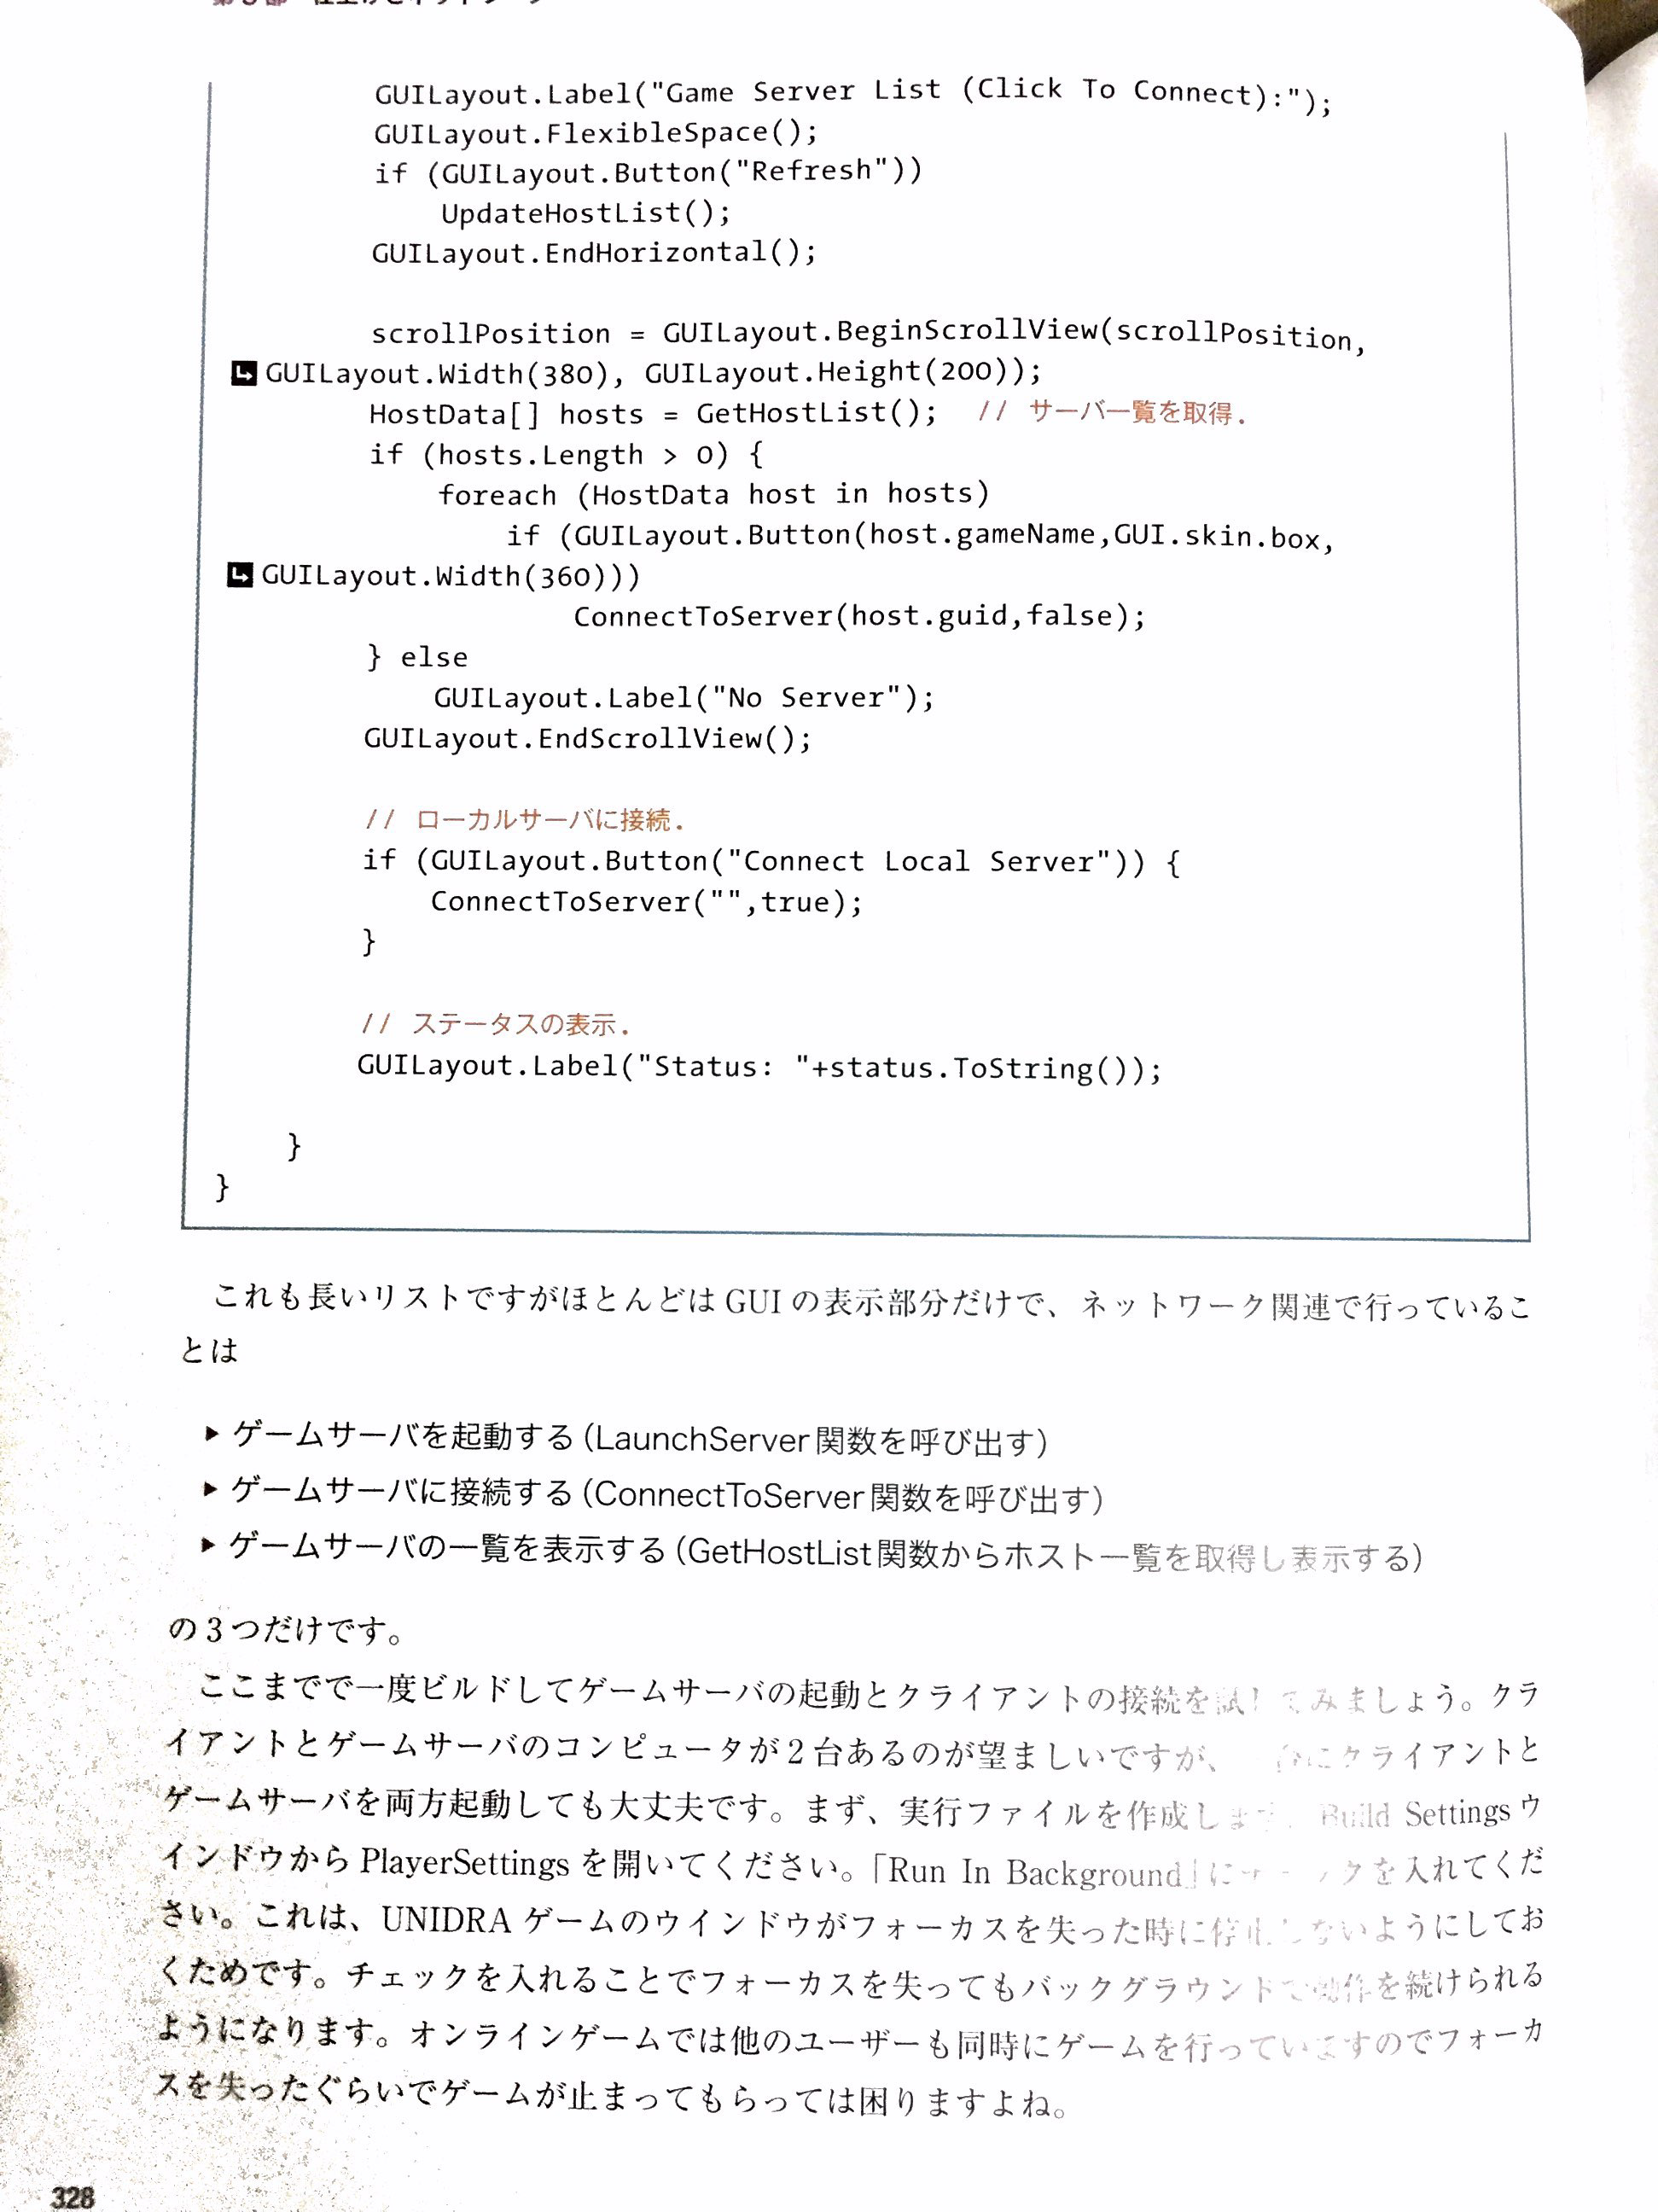 GUILayout.Label("Game Server List (Click To Connect):");
GUILayout.FlexibleSpace();
if (GUILayout.Button("Refresh"))
UpdateHostList();
GUILayout.EndHorizontal();
scrollPosition = GUILayout.BeginScrollView(scrollPosition,
GUILayout.Width(380), GUILayout.Height(200));
HostData[] hosts = GetHostList(); // サーバ一覧を取得.
if (hosts.Length > 0) {
foreach (HostData host in hosts)
if (GUILayout.Button(host.gameName,GUI.skin.box,
GUILayout.Width(360)))
ConnectToServer(host.guid,false);
} else
GUILayout.Label("No Server");
GUILayout.EndScrollView();
// ローカルサーバに接続.
if (GUILayout.Button("Connect Local Server")) {
ConnectToServer("",true);
}
// ステータスの表示.
GUILayout.Label("Status: "+status.ToString());
}
}
これも長いリストですがほとんどは GUI の表示部分だけで、ネットワーク関連で行っているこ
とは
▶ ゲームサーバを起動する（LaunchServer関数を呼び出す）
▶ ゲームサーバに接続する（ConnectToServer関数を呼び出す）
▶ ゲームサーバの一覧を表示する（GetHostList関数からホスト一覧を取得し表示する）
の3つだけです。
ここまでで一度ビルドしてゲームサーバの起動とクライアントの接続を試してみましょう。クラ
イアントとゲームサーバのコンピュータが2台あるのが望ましいですが、にクライアントと
ゲームサーバを両方起動しても大丈夫です。まず、実行ファイルを作成します。Build Settings ウ
インドウから PlayerSettings を開いてください。「Run In Background」にチェックを入れてくだ
さい。これは、UNIDRA ゲームのウインドウがフォーカスを失った時に停止しないようにしてお
くためです。チェックを入れることでフォーカスを失ってもバックグラウンドで動作を続けられる
ようになります。オンラインゲームでは他のユーザーも同時にゲームを行っていますのでフォーカ
スを失ったぐらいでゲームが止まってもらっては困りますよね。
328